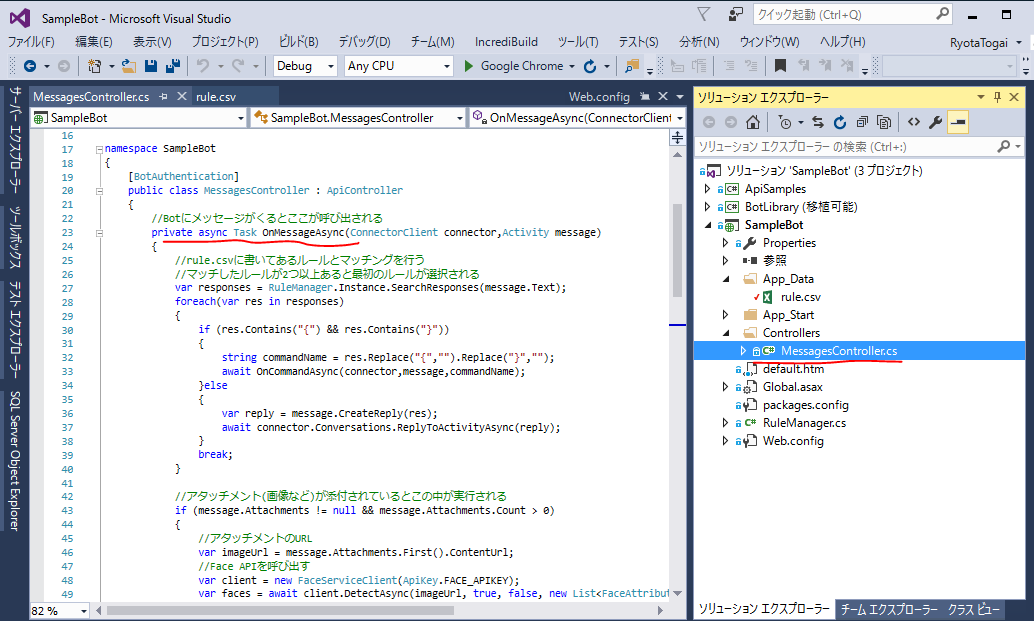 SampleBot - Microsoft Visual Studio
クイック起動 (Ctrl+Q)
ファイル(F) 編集(E) 表示(V) プロジェクト(P) ビルド(B) デバッグ(D) チーム(M) IncrediBuild ツール(T) テスト(S) 分析(N) ウィンドウ(W) ヘルプ(H) RyotaTogai
Debug Any CPU Google Chrome
サーバー エクスプローラー
ツールボックス
テスト エクスプローラー
SQL Server Object Explorer
MessagesController.cs rule.csv Web.config
SampleBot SampleBot.MessagesController OnMessageAsync(ConnectorClient
16
17 namespace SampleBot
18 {
19 [BotAuthentication]
20 public class MessagesController : ApiController
21 {
22 //Botにメッセージがくるとここが呼び出される
23 private async Task OnMessageAsync(ConnectorClient connector,Activity message)
24 {
25 //rule.csvに書いてあるルールとマッチングを行う
26 //マッチしたルールが2つ以上あると最初のルールが選択される
27 var responses = RuleManager.Instance.SearchResponses(message.Text);
28 foreach(var res in responses)
29 {
30 if (res.Contains("{") && res.Contains("}"))
31 {
32 string commandName = res.Replace("{","").Replace("}","");
33 await OnCommandAsync(connector,message,commandName);
34 }else
35 {
36 var reply = message.CreateReply(res);
37 await connector.Conversations.ReplyToActivityAsync(reply);
38 }
39 break;
40 }
41
42 //アタッチメント(画像など)が添付されているとこの中が実行される
43 if (message.Attachments != null && message.Attachments.Count > 0)
44 {
45 //アタッチメントのURL
46 var imageUrl = message.Attachments.First().ContentUrl;
47 //Face APIを呼び出す
48 var client = new FaceServiceClient(ApiKey.FACE_APIKEY);
49 var faces = await client.DetectAsync(imageUrl, true, false, new List<FaceAttribut
82 %
ソリューション エクスプローラー
ソリューション エクスプローラー の検索 (Ctrl+:)
ソリューション 'SampleBot' (3 プロジェクト)
ApiSamples
BotLibrary (移植可能)
SampleBot
Properties
参照
App_Data
rule.csv
App_Start
Controllers
MessagesController.cs
default.htm
Global.asax
packages.config
RuleManager.cs
Web.config
ソリューション エクスプローラー チーム エクスプローラー クラス ビュー